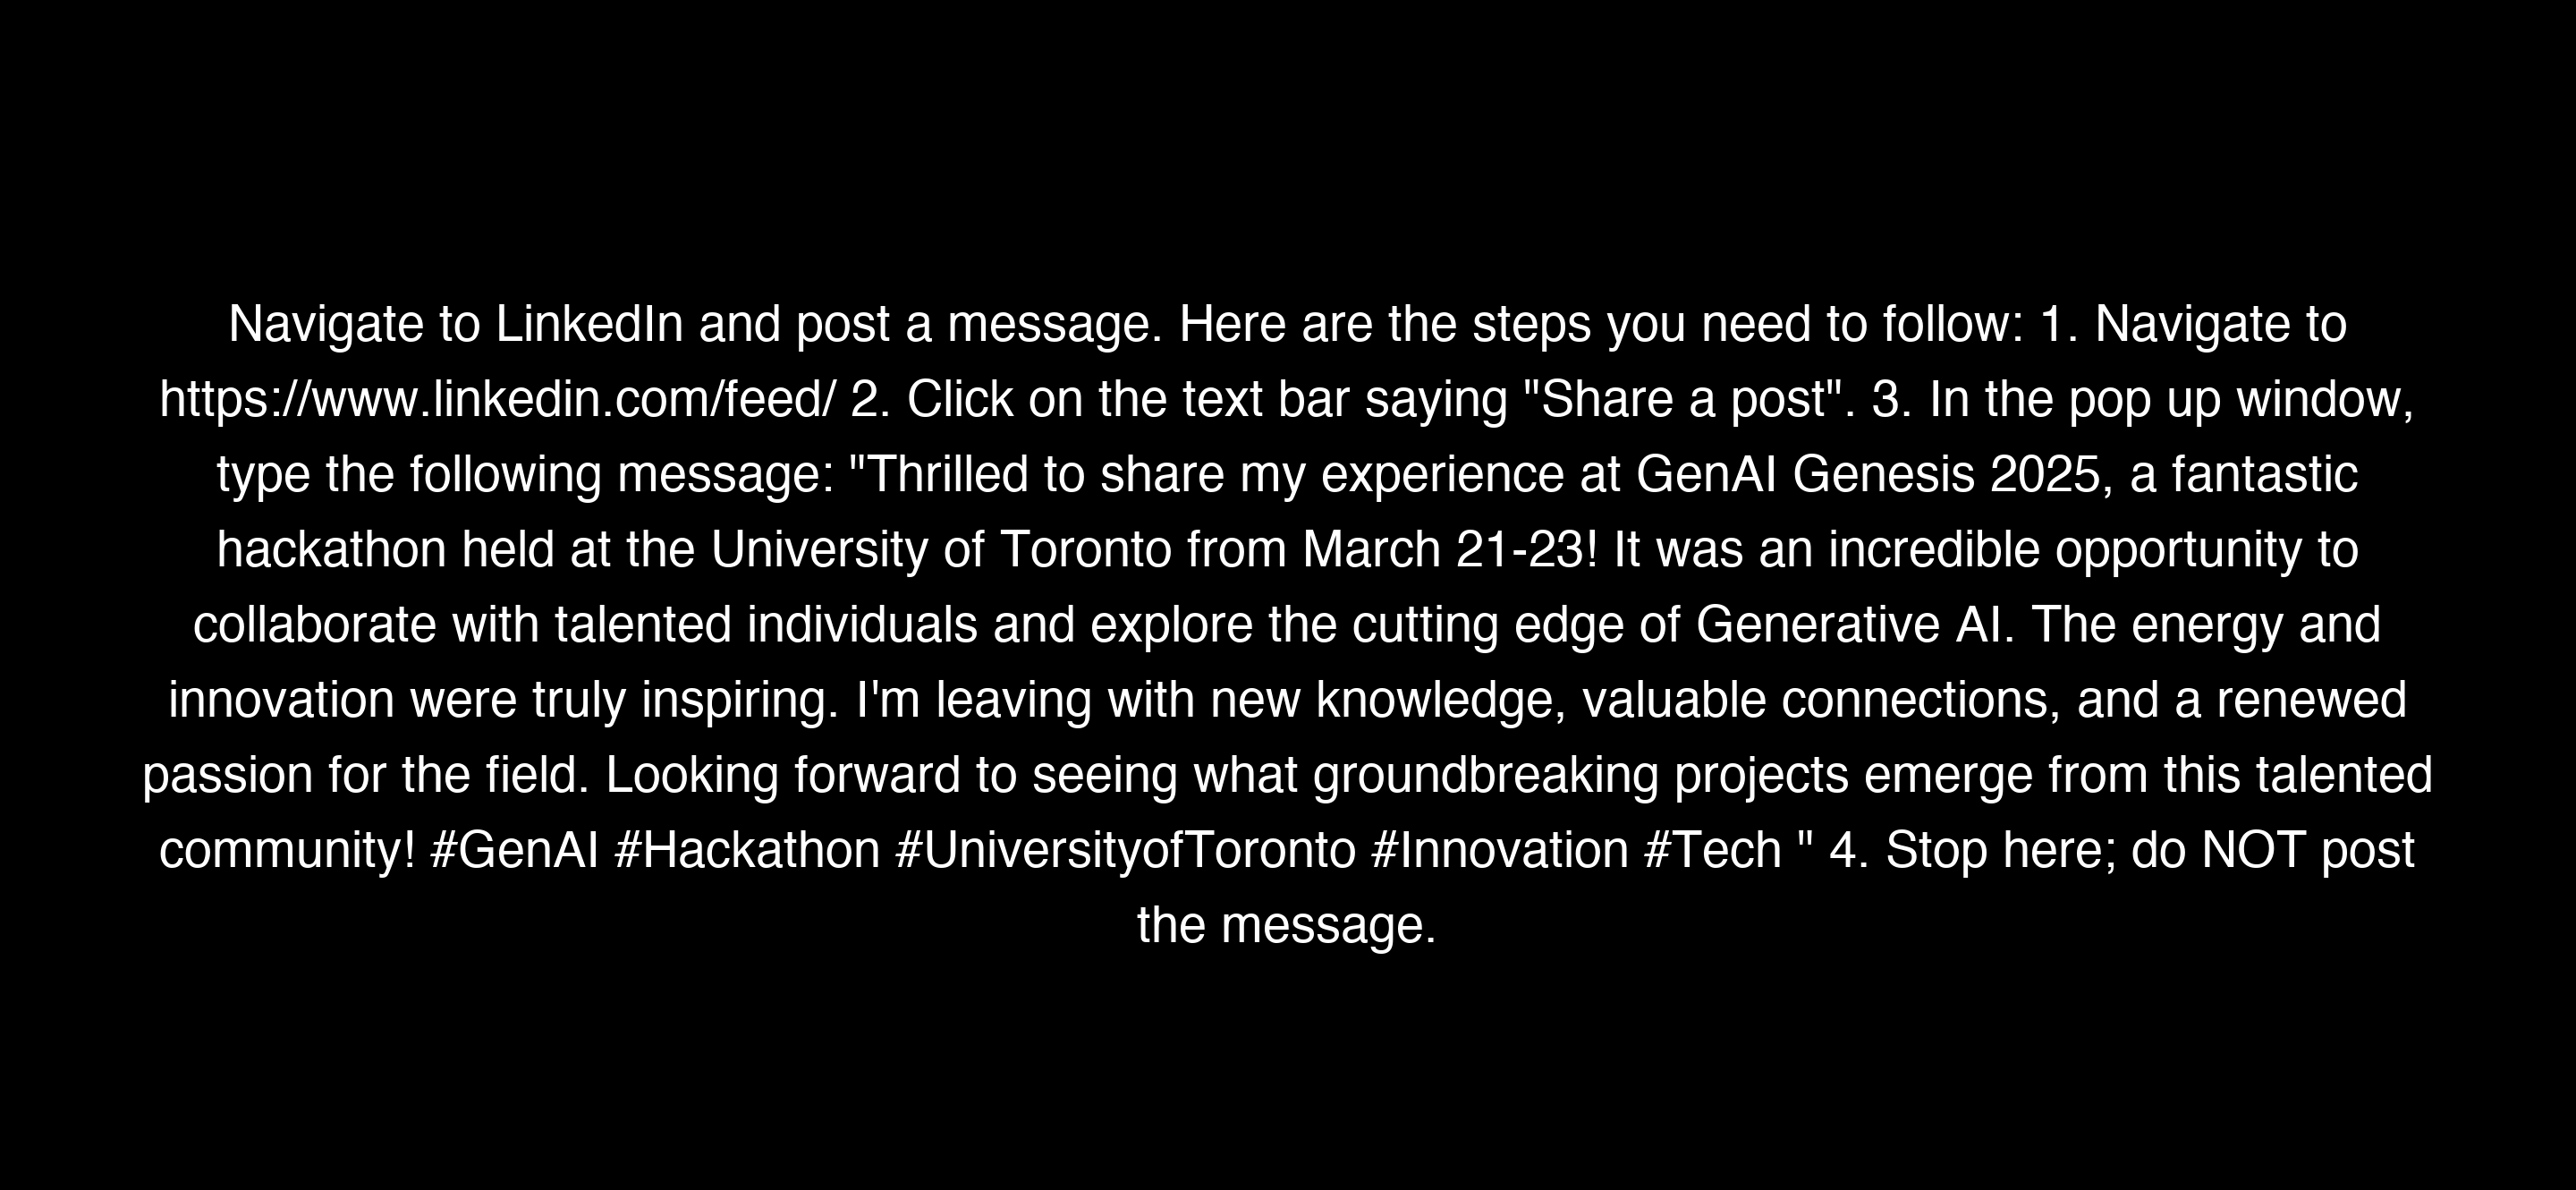 Navigate to LinkedIn and post a message. Here are the steps you need to follow: 1. Navigate to
https://www.linkedin.com/feed/ 2. Click on the text bar saying "Share a post". 3. In the pop up window,
type the following message: "Thrilled to share my experience at GenAI Genesis 2025, a fantastic
hackathon held at the University of Toronto from March 21-23! It was an incredible opportunity to
collaborate with talented individuals and explore the cutting edge of Generative AI. The energy and
innovation were truly inspiring. I'm leaving with new knowledge, valuable connections, and a renewed
passion for the field. Looking forward to seeing what groundbreaking projects emerge from this talented
community! #GenAI #Hackathon #UniversityofToronto #Innovation #Tech " 4. Stop here; do NOT post
the message.